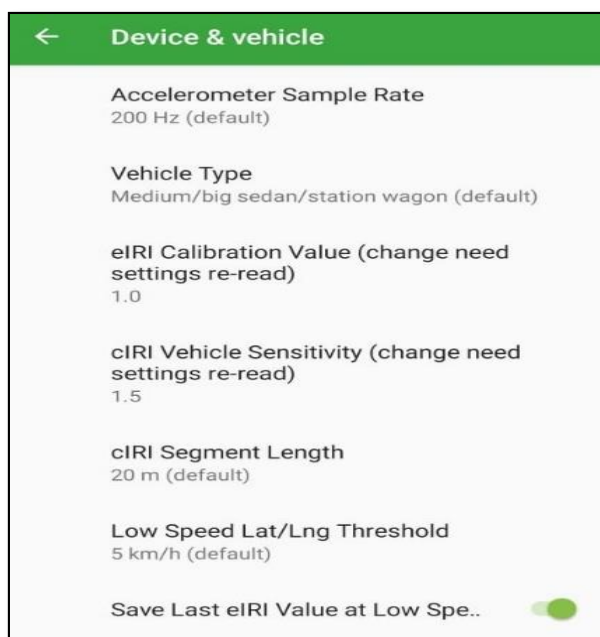 Device & vehicle
Accelerometer Sample Rate
200 Hz (default)
Vehicle Type
Medium/big sedan/station wagon (default)
eIRI Calibration Value (change need
settings re-read)
1.0
cIRI Vehicle Sensitivity (change need
settings re-read)
1.5
cIRI Segment Length
20 m (default)
Low Speed Lat/Lng Threshold
5 km/h (default)
Save Last eIRI Value at Low Spe..